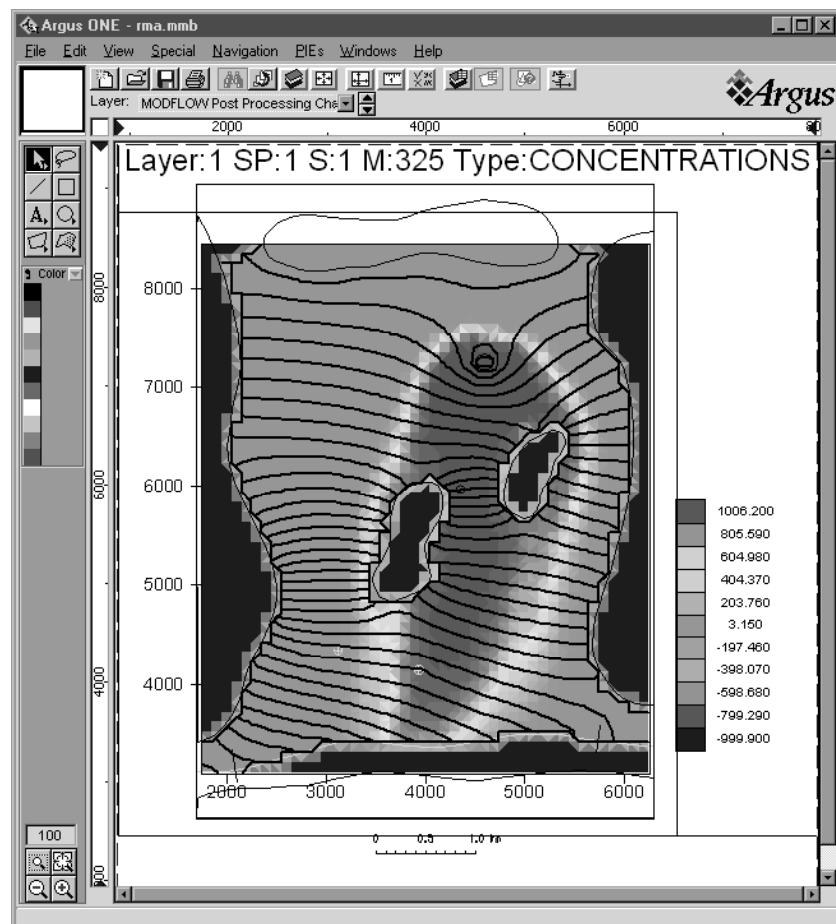 Argus ONE - rma.mmb
File Edit View Special Navigation PIEs Windows Help
Layer: MODFLOW Post Processing Cha
Argus
2000 4000 6000
Layer:1 SP:1 S:1 M:325 Type:CONCENTRATIONS
A
Color
8000
6000
4000
8000
7000
6000
5000
4000
2000 3000 4000 5000 6000
1006.200
805.590
604.980
404.370
203.760
3.150
-197.460
-398.070
-598.680
-799.290
-999.900
100
0 0.5 1.0 km